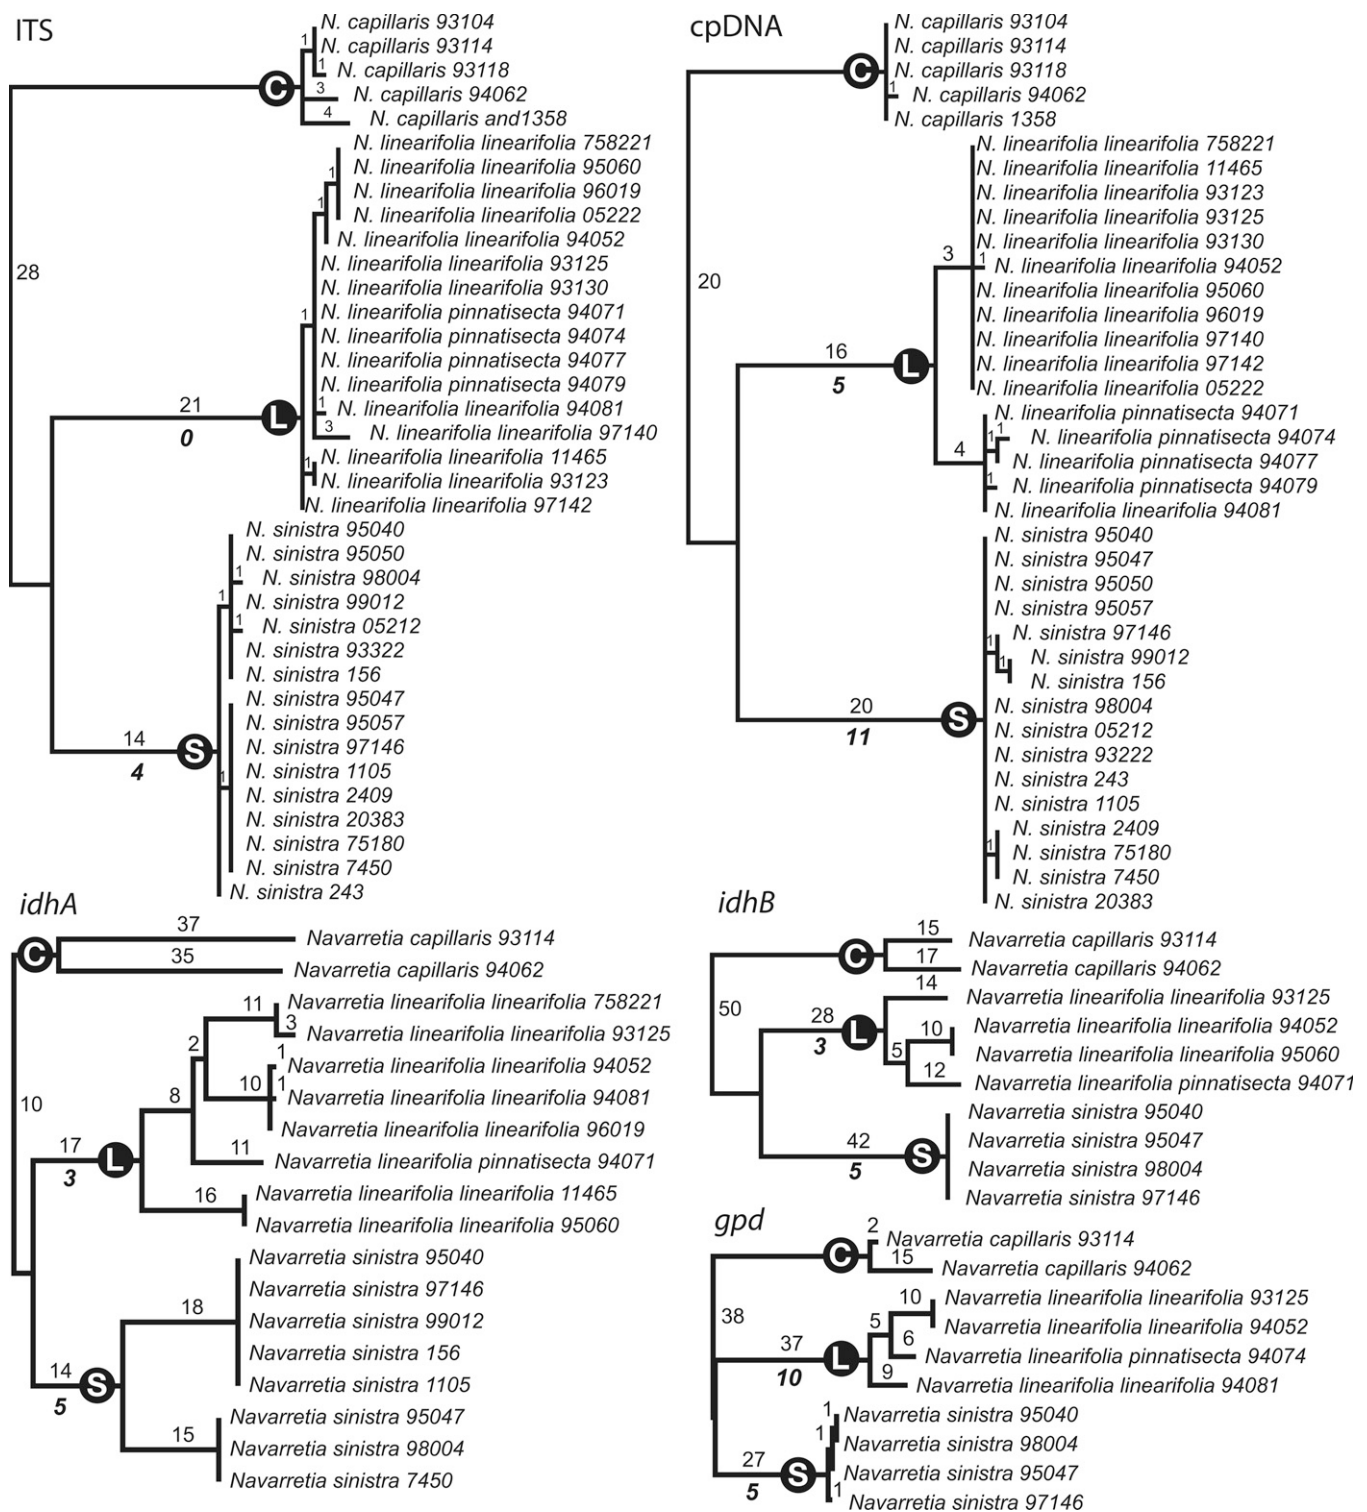 ITS
N. capillaris 93104
1
N. capillaris 93114
1
N. capillaris 93118
C
3
N. capillaris 94062
4
N. capillaris and1358
N. linearifolia linearifolia 758221
N. linearifolia linearifolia 95060
1
N. linearifolia linearifolia 96019
1
N. linearifolia linearifolia 05222
N. linearifolia linearifolia 94052
N. linearifolia linearifolia 93125
28
N. linearifolia linearifolia 93130
N. linearifolia pinnatisecta 94071
1
N. linearifolia pinnatisecta 94074
N. linearifolia pinnatisecta 94077
N. linearifolia pinnatisecta 94079
21
L
0
1
N. linearifolia linearifolia 94081
3
N. linearifolia linearifolia 97140
N. linearifolia linearifolia 11465
1
N. linearifolia linearifolia 93123
N. linearifolia linearifolia 97142
N. sinistra 95040
N. sinistra 95050
1
N. sinistra 98004
1
N. sinistra 99012
1
N. sinistra 05212
N. sinistra 93322
N. sinistra 156
N. sinistra 95047
N. sinistra 95057
14
S
4
N. sinistra 97146
1
N. sinistra 1105
N. sinistra 2409
N. sinistra 20383
N. sinistra 75180
N. sinistra 7450
N. sinistra 243
cpDNA
N. capillaris 93104
N. capillaris 93114
C
N. capillaris 93118
1
N. capillaris 94062
N. capillaris 1358
N. linearifolia linearifolia 758221
N. linearifolia linearifolia 11465
N. linearifolia linearifolia 93123
N. linearifolia linearifolia 93125
N. linearifolia linearifolia 93130
3
1
N. linearifolia linearifolia 94052
20
N. linearifolia linearifolia 95060
N. linearifolia linearifolia 96019
N. linearifolia linearifolia 97140
16
L
5
N. linearifolia linearifolia 97142
N. linearifolia linearifolia 05222
N. linearifolia pinnatisecta 94071
1
1
N. linearifolia pinnatisecta 94074
4
N. linearifolia pinnatisecta 94077
1
N. linearifolia pinnatisecta 94079
N. linearifolia linearifolia 94081
N. sinistra 95040
N. sinistra 95047
N. sinistra 95050
N. sinistra 95057
1
N. sinistra 97146
1
N. sinistra 99012
N. sinistra 156
20
S
11
N. sinistra 98004
N. sinistra 05212
N. sinistra 93222
N. sinistra 243
N. sinistra 1105
N. sinistra 2409
1
N. sinistra 75180
N. sinistra 7450
N. sinistra 20383
idhA
37
Navarretia capillaris 93114
C
35
Navarretia capillaris 94062
11
Navarretia linearifolia linearifolia 758221
3
Navarretia linearifolia linearifolia 93125
2
1
Navarretia linearifolia linearifolia 94052
10
1
Navarretia linearifolia linearifolia 94081
8
10
Navarretia linearifolia linearifolia 96019
17
L
3
11
Navarretia linearifolia pinnatisecta 94071
16
Navarretia linearifolia linearifolia 11465
Navarretia linearifolia linearifolia 95060
Navarretia sinistra 95040
Navarretia sinistra 97146
18
Navarretia sinistra 99012
Navarretia sinistra 156
14
S
5
Navarretia sinistra 1105
Navarretia sinistra 95047
15
Navarretia sinistra 98004
Navarretia sinistra 7450
idhB
15
Navarretia capillaris 93114
C
17
Navarretia capillaris 94062
14
Navarretia linearifolia linearifolia 93125
50
28
L
3
10
Navarretia linearifolia linearifolia 94052
5
Navarretia linearifolia linearifolia 95060
12
Navarretia linearifolia pinnatisecta 94071
Navarretia sinistra 95040
Navarretia sinistra 95047
42
S
5
Navarretia sinistra 98004
Navarretia sinistra 97146
gpd
2
Navarretia capillaris 93114
C
15
Navarretia capillaris 94062
10
Navarretia linearifolia linearifolia 93125
38
5
Navarretia linearifolia linearifolia 94052
37
L
10
6
Navarretia linearifolia pinnatisecta 94074
9
Navarretia linearifolia linearifolia 94081
1
Navarretia sinistra 95040
1
Navarretia sinistra 98004
27
S
5
Navarretia sinistra 95047
1
Navarretia sinistra 97146